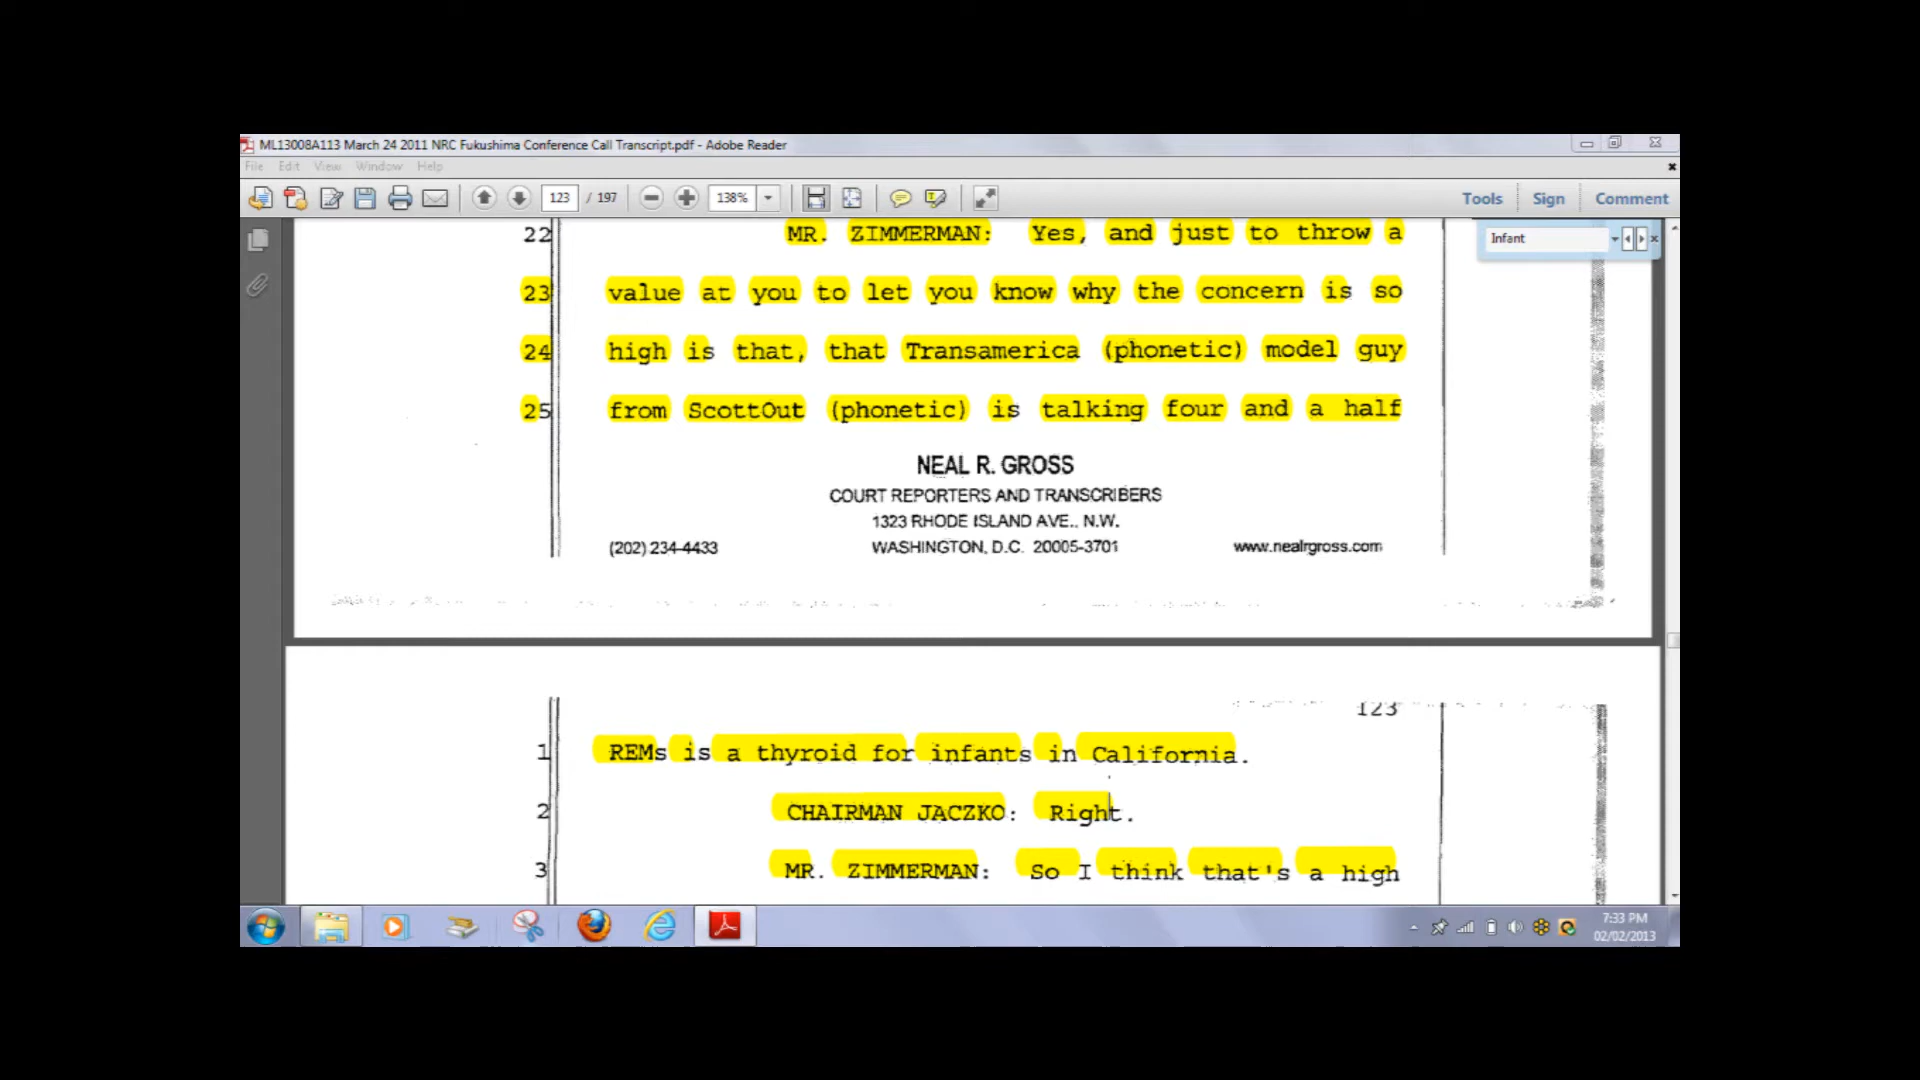 ML13008A113 March 24 2011 NRC Fukushima Conference Call Transcript.pdf - Adobe Reader
File Edit View Window Help
123 / 197 138% Tools Sign Comment
Infant
22 MR. ZIMMERMAN: Yes, and just to throw a
23 value at you to let you know why the concern is so
24 high is that, that Transamerica (phonetic) model guy
25 from ScottOut (phonetic) is talking four and a half
NEAL R. GROSS
COURT REPORTERS AND TRANSCRIBERS
1323 RHODE ISLAND AVE., N.W.
(202) 234-4433 WASHINGTON, D.C. 20005-3701 www.nealrgross.com
123
1 REMs is a thyroid for infants in California.
2 CHAIRMAN JACZKO: Right.
3 MR. ZIMMERMAN: So I think that's a high
7:33 PM
02/02/2013